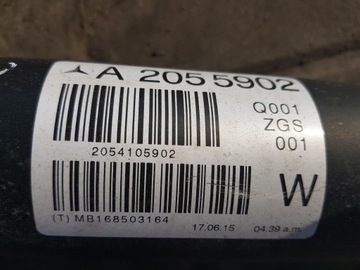 A 205 5902
Q001
ZGS
001
2054105902
W
(T) MB168503164
17.06.15
04.39 a.m.